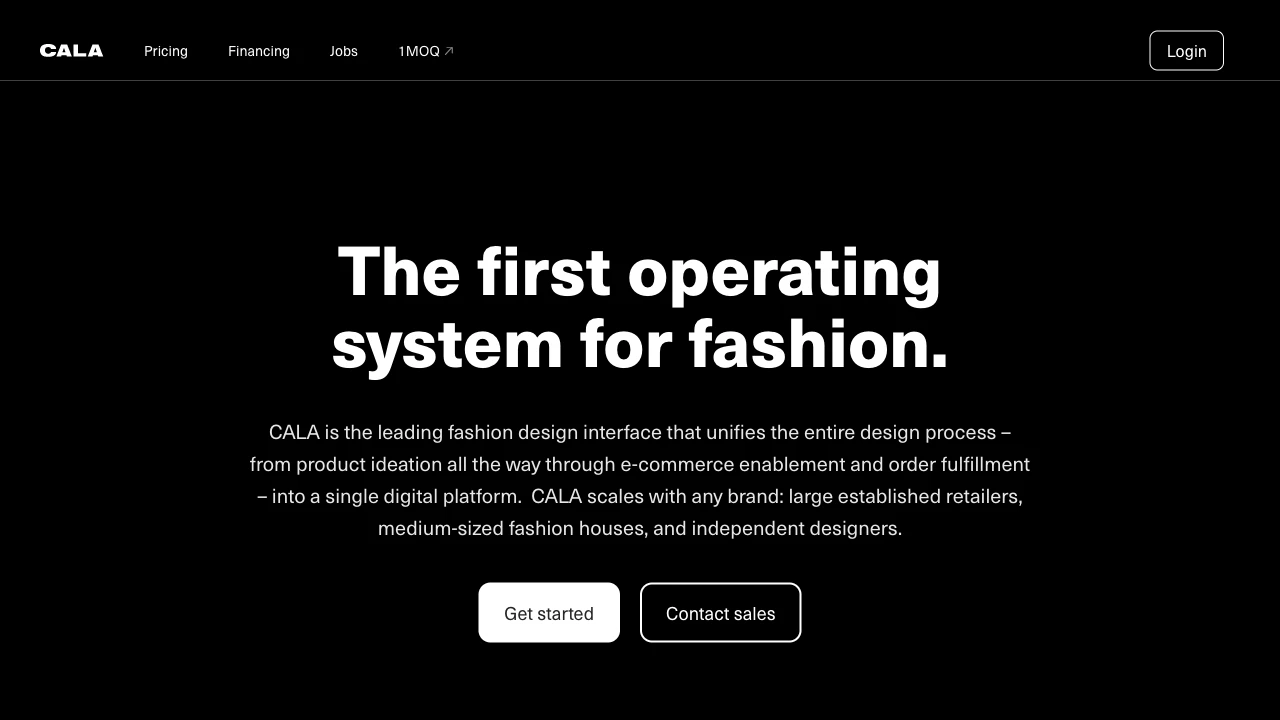 CALA
Pricing
Financing
Jobs
1MOQ ↗
Login
The first operating
system for fashion.
CALA is the leading fashion design interface that unifies the entire design process –
from product ideation all the way through e-commerce enablement and order fulfillment
– into a single digital platform.  CALA scales with any brand: large established retailers,
medium-sized fashion houses, and independent designers.
Get started
Contact sales